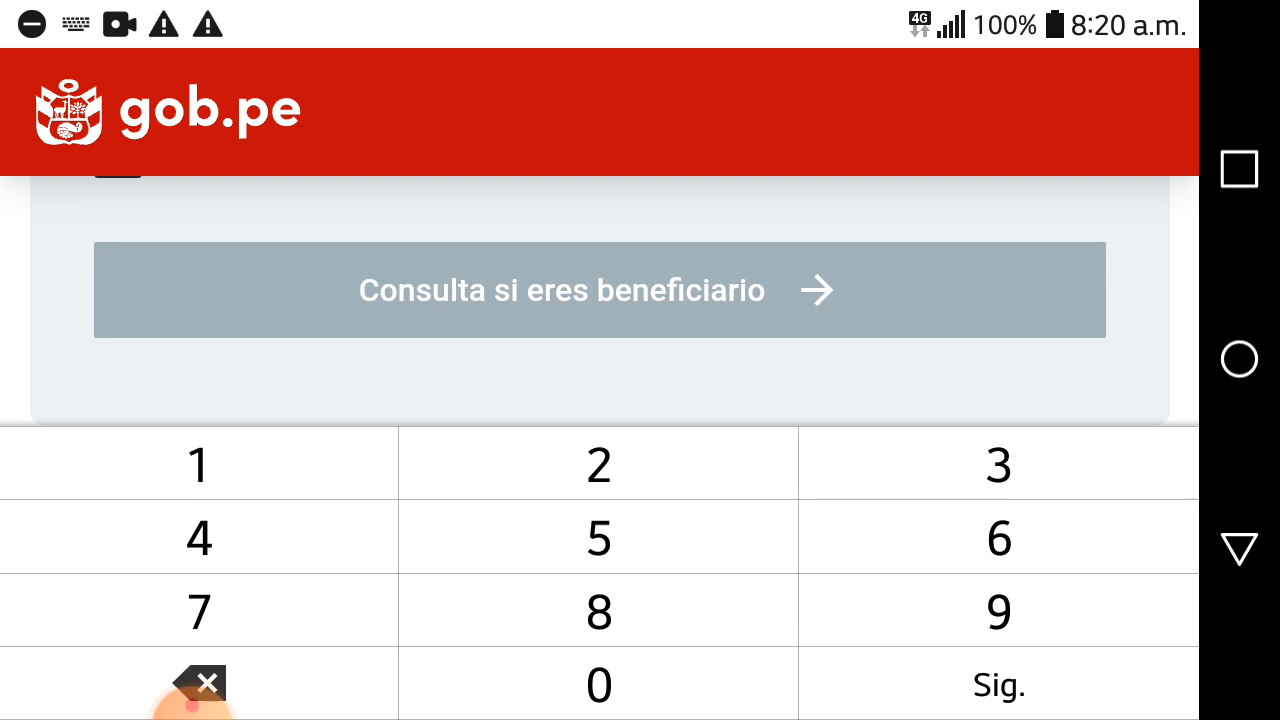 4G 100% 8:20 a.m.
gob.pe
Consulta si eres beneficiario
1 2 3
4 5 6
7 8 9
0 Sig.